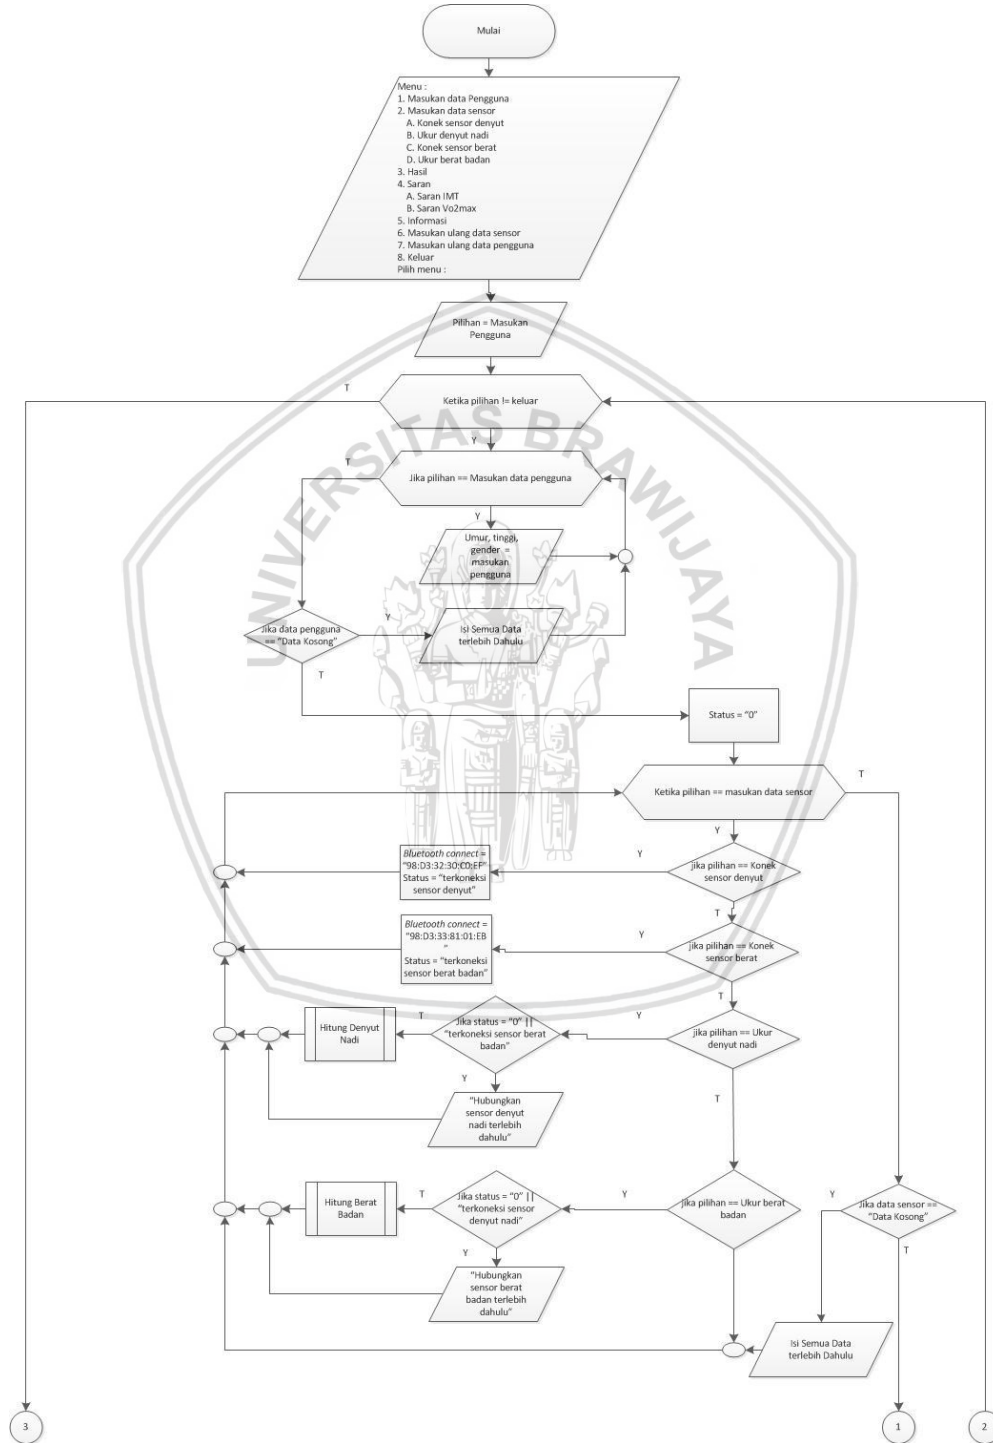 Mulai
Menu :
1. Masukan data Pengguna
2. Masukan data sensor
A. Konek sensor denyut
B. Ukur denyut nadi
C. Konek sensor berat
D. Ukur berat badan
3. Hasil
4. Saran
A. Saran IMT
B. Saran Vo2max
5. Informasi
6. Masukan ulang data sensor
7. Masukan ulang data pengguna
8. Keluar
Pilih menu :
Pilihan = Masukan
Pengguna
T
Ketika pilihan != keluar
Y
T
Jika pilihan == Masukan data pengguna
Y
Umur, tinggi,
gender =
masukan
pengguna
Jika data pengguna
== "Data Kosong"
Y
Isi Semua Data
terlebih Dahulu
T
Status = "0"
Ketika pilihan == masukan data sensor
T
Y
Bluetooth connect =
"98:D3:32:30:C0:EF"
Status = "terkoneksi
sensor denyut"
Y
jika pilihan == Konek
sensor denyut
T
Bluetooth connect =
"98:D3:33:81:01:EB
"
Status = "terkoneksi
sensor berat badan"
Y
jika pilihan == Konek
sensor berat
T
Hitung Denyut
Nadi
T
Jika status = "0" ||
"terkoneksi sensor berat
badan"
Y
jika pilihan == Ukur
denyut nadi
Y
"Hubungkan
sensor denyut
nadi terlebih
dahulu"
T
Hitung Berat
Badan
T
Jika status = "0" ||
"terkoneksi sensor
denyut nadi"
Y
Jika pilihan == Ukur berat
badan
Y
Jika data sensor ==
"Data Kosong"
T
Y
"Hubungkan
sensor berat
badan terlebih
dahulu"
Isi Semua Data
terlebih Dahulu
3
1
2
UNIVERSITAS BRAWIJAYA